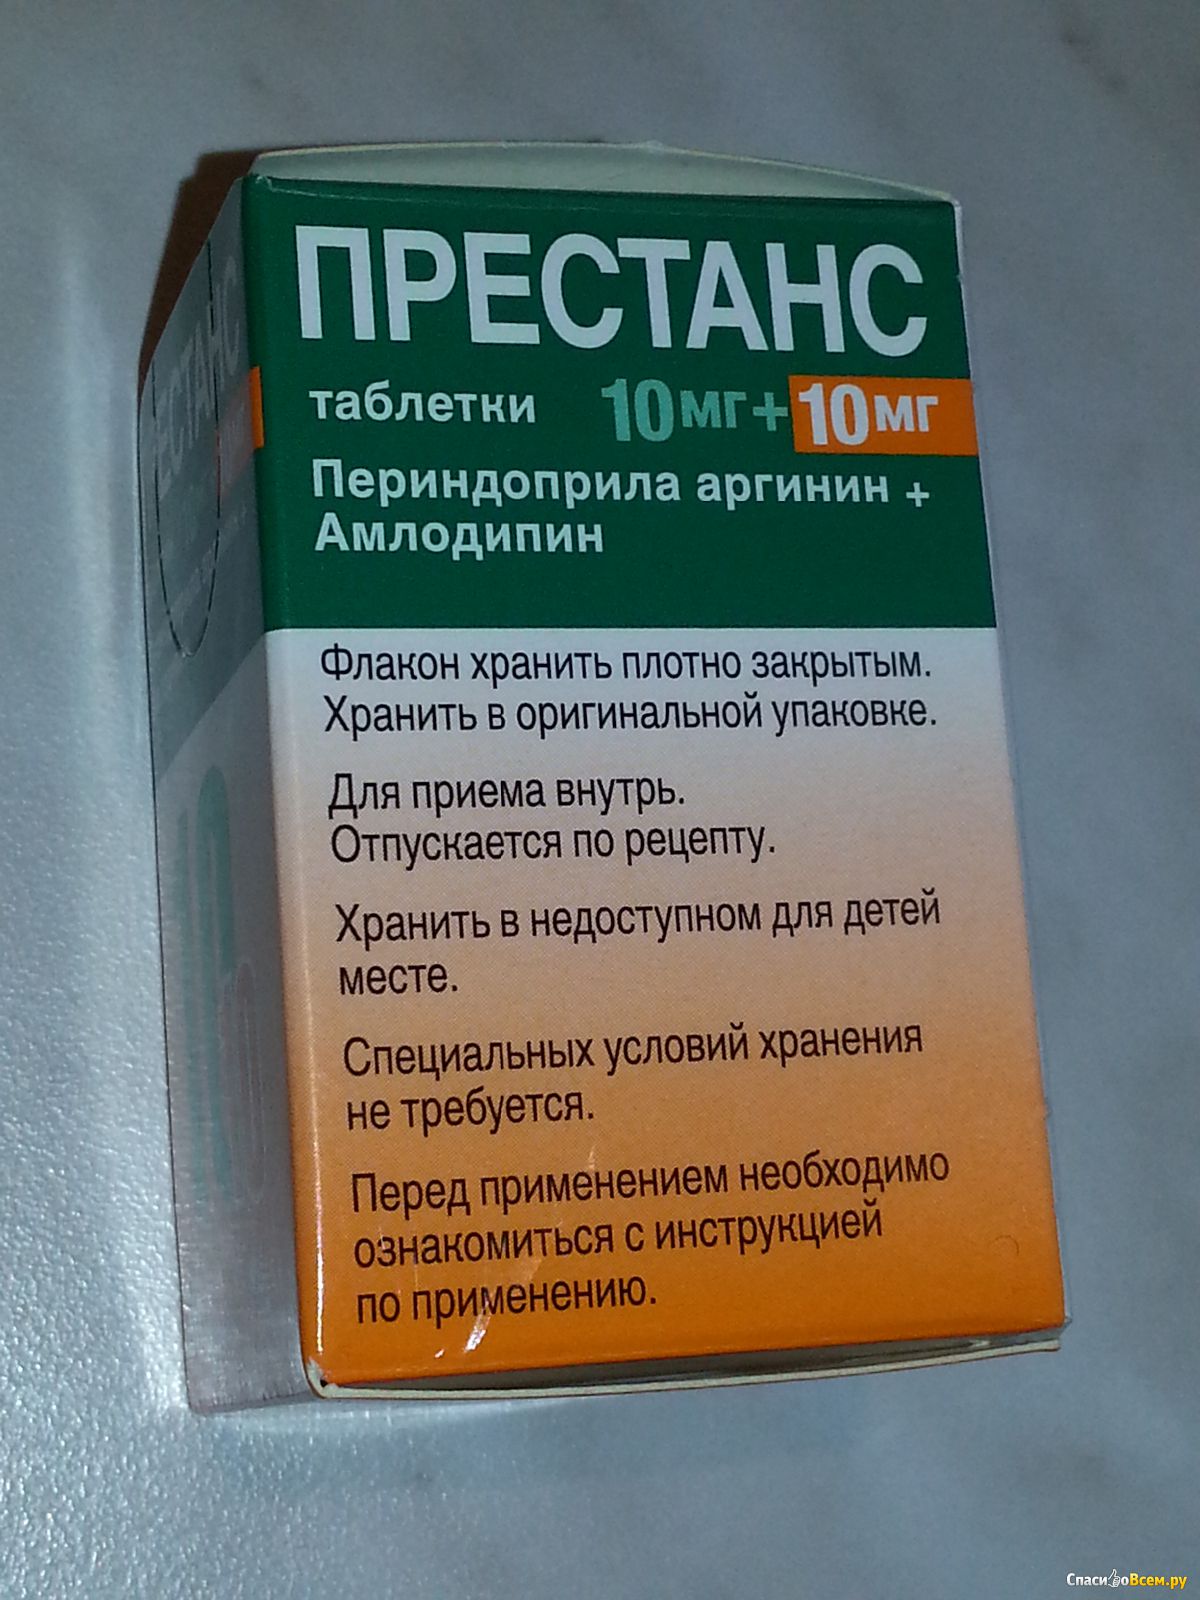 ПРЕСТАНС
таблетки 10мг+10мг
Периндоприла аргинин +
Амлодипин
Флакон хранить плотно закрытым.
Хранить в оригинальной упаковке.
Для приема внутрь.
Отпускается по рецепту.
Хранить в недоступном для детей
месте.
Специальных условий хранения
не требуется.
Перед применением необходимо
ознакомиться с инструкцией
по применению.
СпасибоВсем.ру